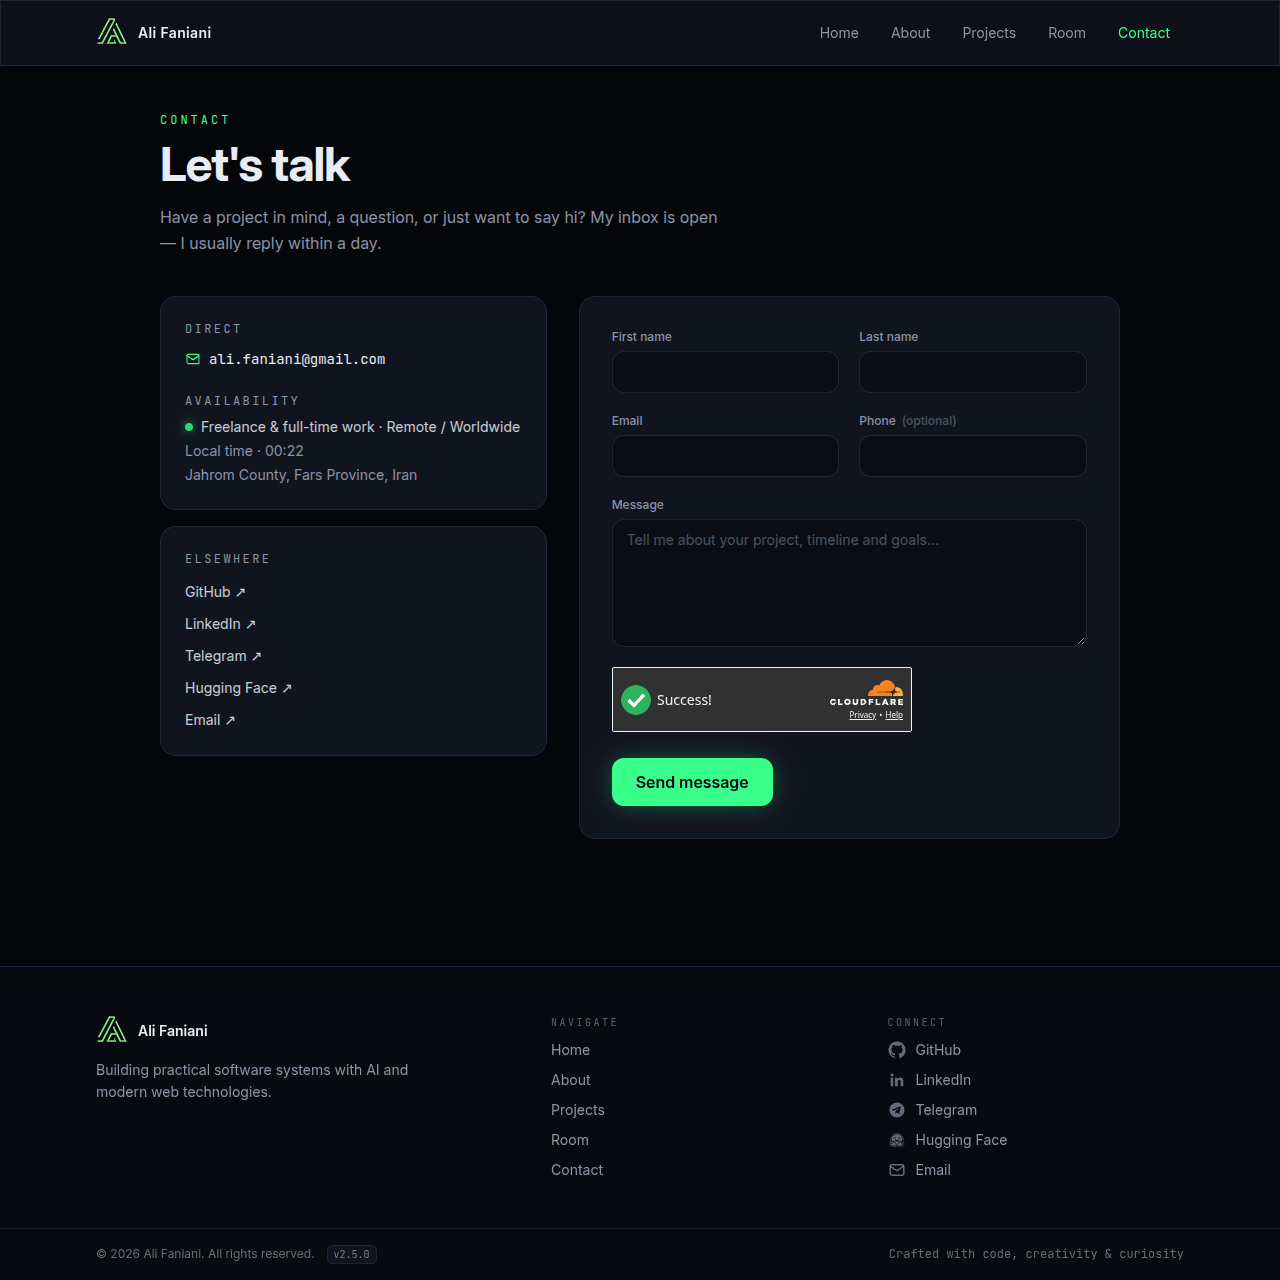 Ali Faniani
Home About Projects Room Contact
CONTACT
Let's talk
Have a project in mind, a question, or just want to say hi? My inbox is open
— I usually reply within a day.
DIRECT
ali.faniani@gmail.com
AVAILABILITY
Freelance & full-time work · Remote / Worldwide
Local time · 00:22
Jahrom County, Fars Province, Iran
ELSEWHERE
GitHub ↗
LinkedIn ↗
Telegram ↗
Hugging Face ↗
Email ↗
First name Last name
Email Phone (optional)
Message
Tell me about your project, timeline and goals...
Success!
CLOUDFLARE
Privacy • Help
Send message
Ali Faniani
Building practical software systems with AI and
modern web technologies.
NAVIGATE
Home
About
Projects
Room
Contact
CONNECT
GitHub
LinkedIn
Telegram
Hugging Face
Email
© 2026 Ali Faniani. All rights reserved. v2.5.0
Crafted with code, creativity & curiosity